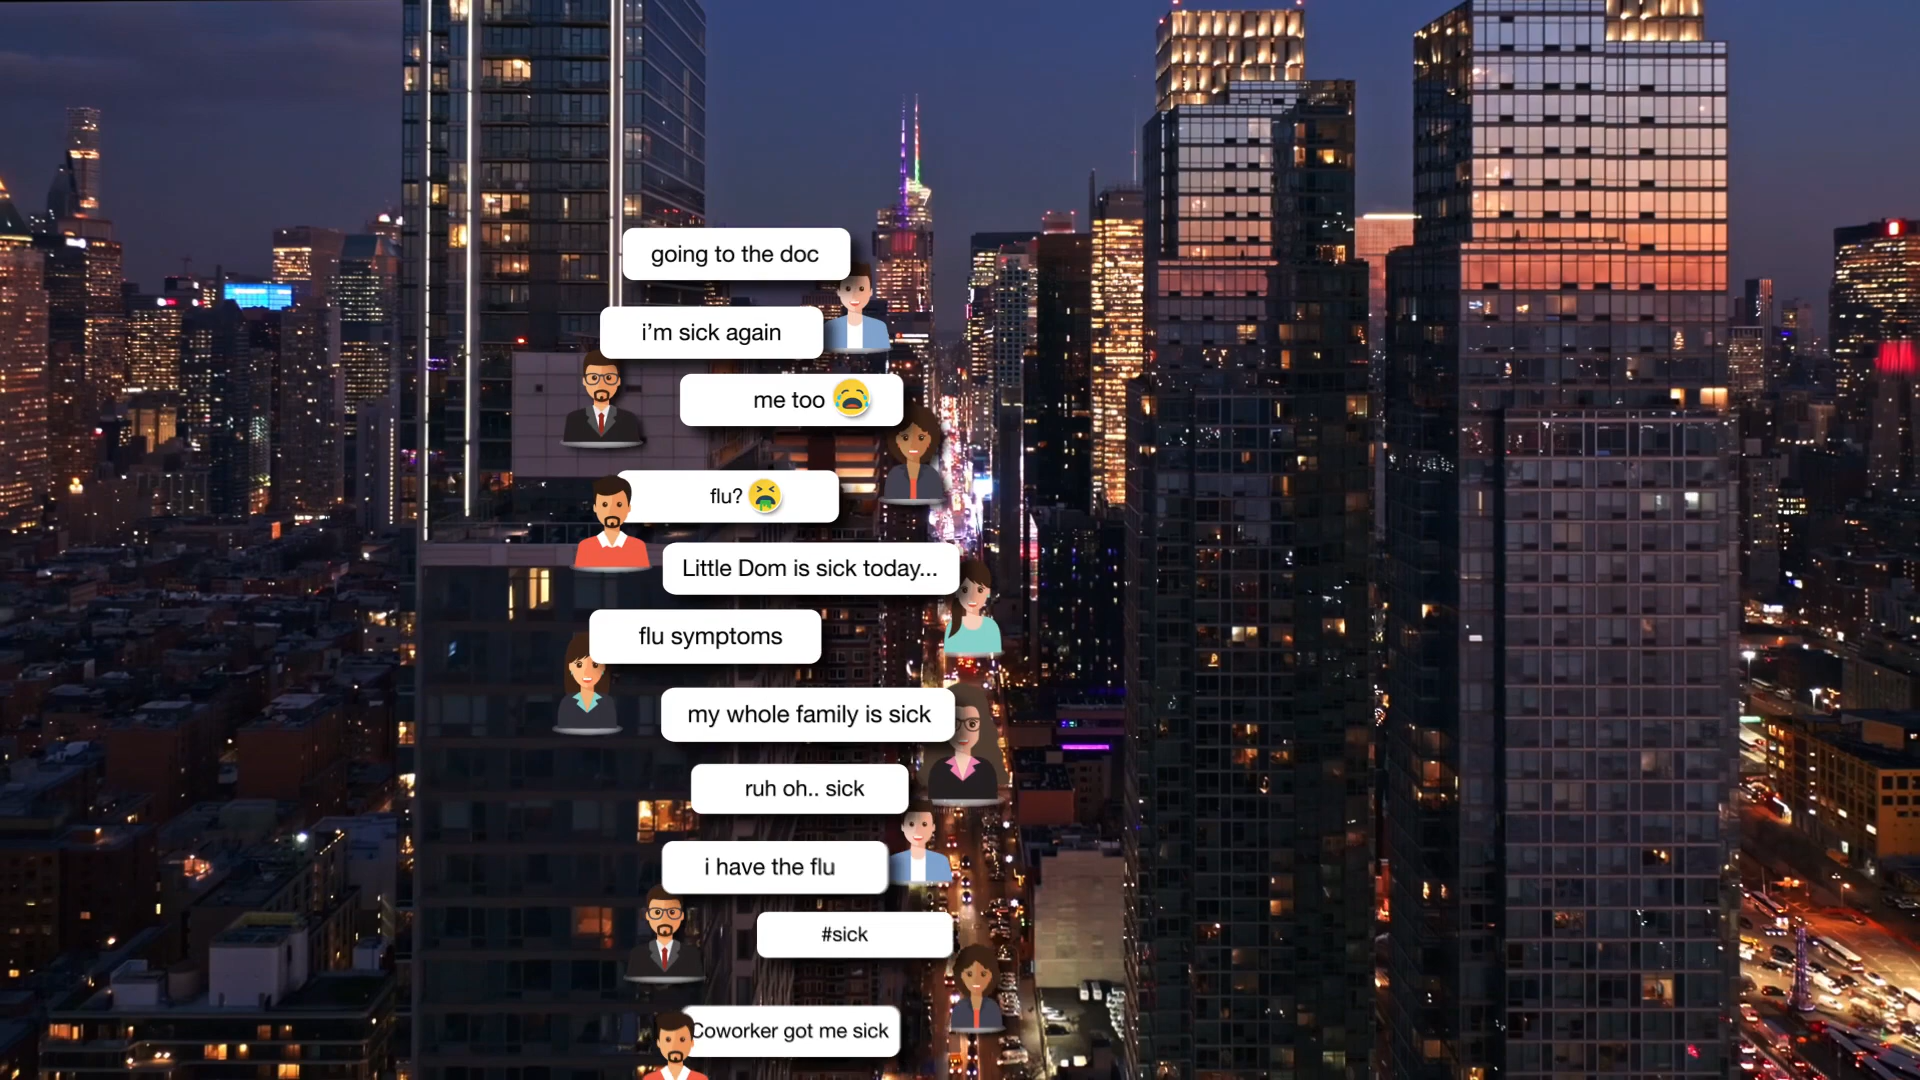 going to the doc
i’m sick again
me too 😭
flu? 🤮
Little Dom is sick today...
flu symptoms
my whole family is sick
ruh oh.. sick
i have the flu
#sick
Coworker got me sick